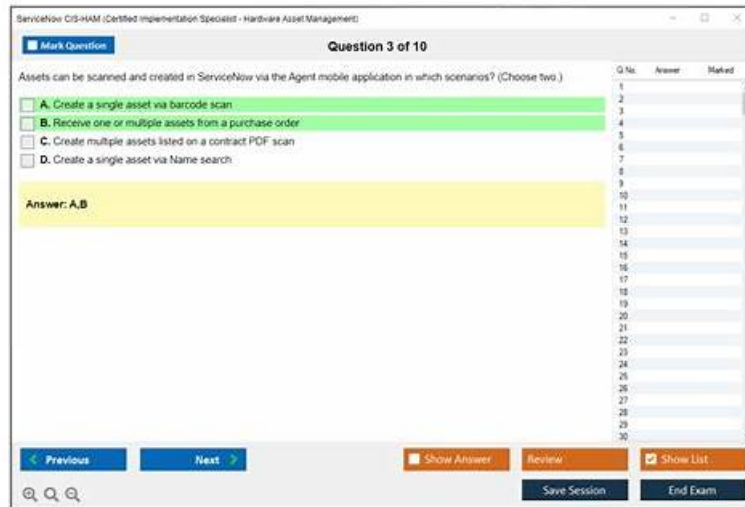 ServiceNow CIS-HAM (Certified Implementation Specialist - Hardware Asset Management)
Mark Question
Question 3 of 10
Assets can be scanned and created in ServiceNow via the Agent mobile application in which scenarios? (Choose two.)
A. Create a single asset via barcode scan
B. Receive one or multiple assets from a purchase order
C. Create multiple assets listed on a contract PDF scan
D. Create a single asset via Name search
Answer: A,B
Q No. Answer Marked
1
2
3
4
5
6
7
8
9
10
11
12
13
14
15
16
17
18
19
20
21
22
23
24
25
26
27
28
29
30
Previous
Next
Show Answer
Review
Show List
Save Session
End Exam